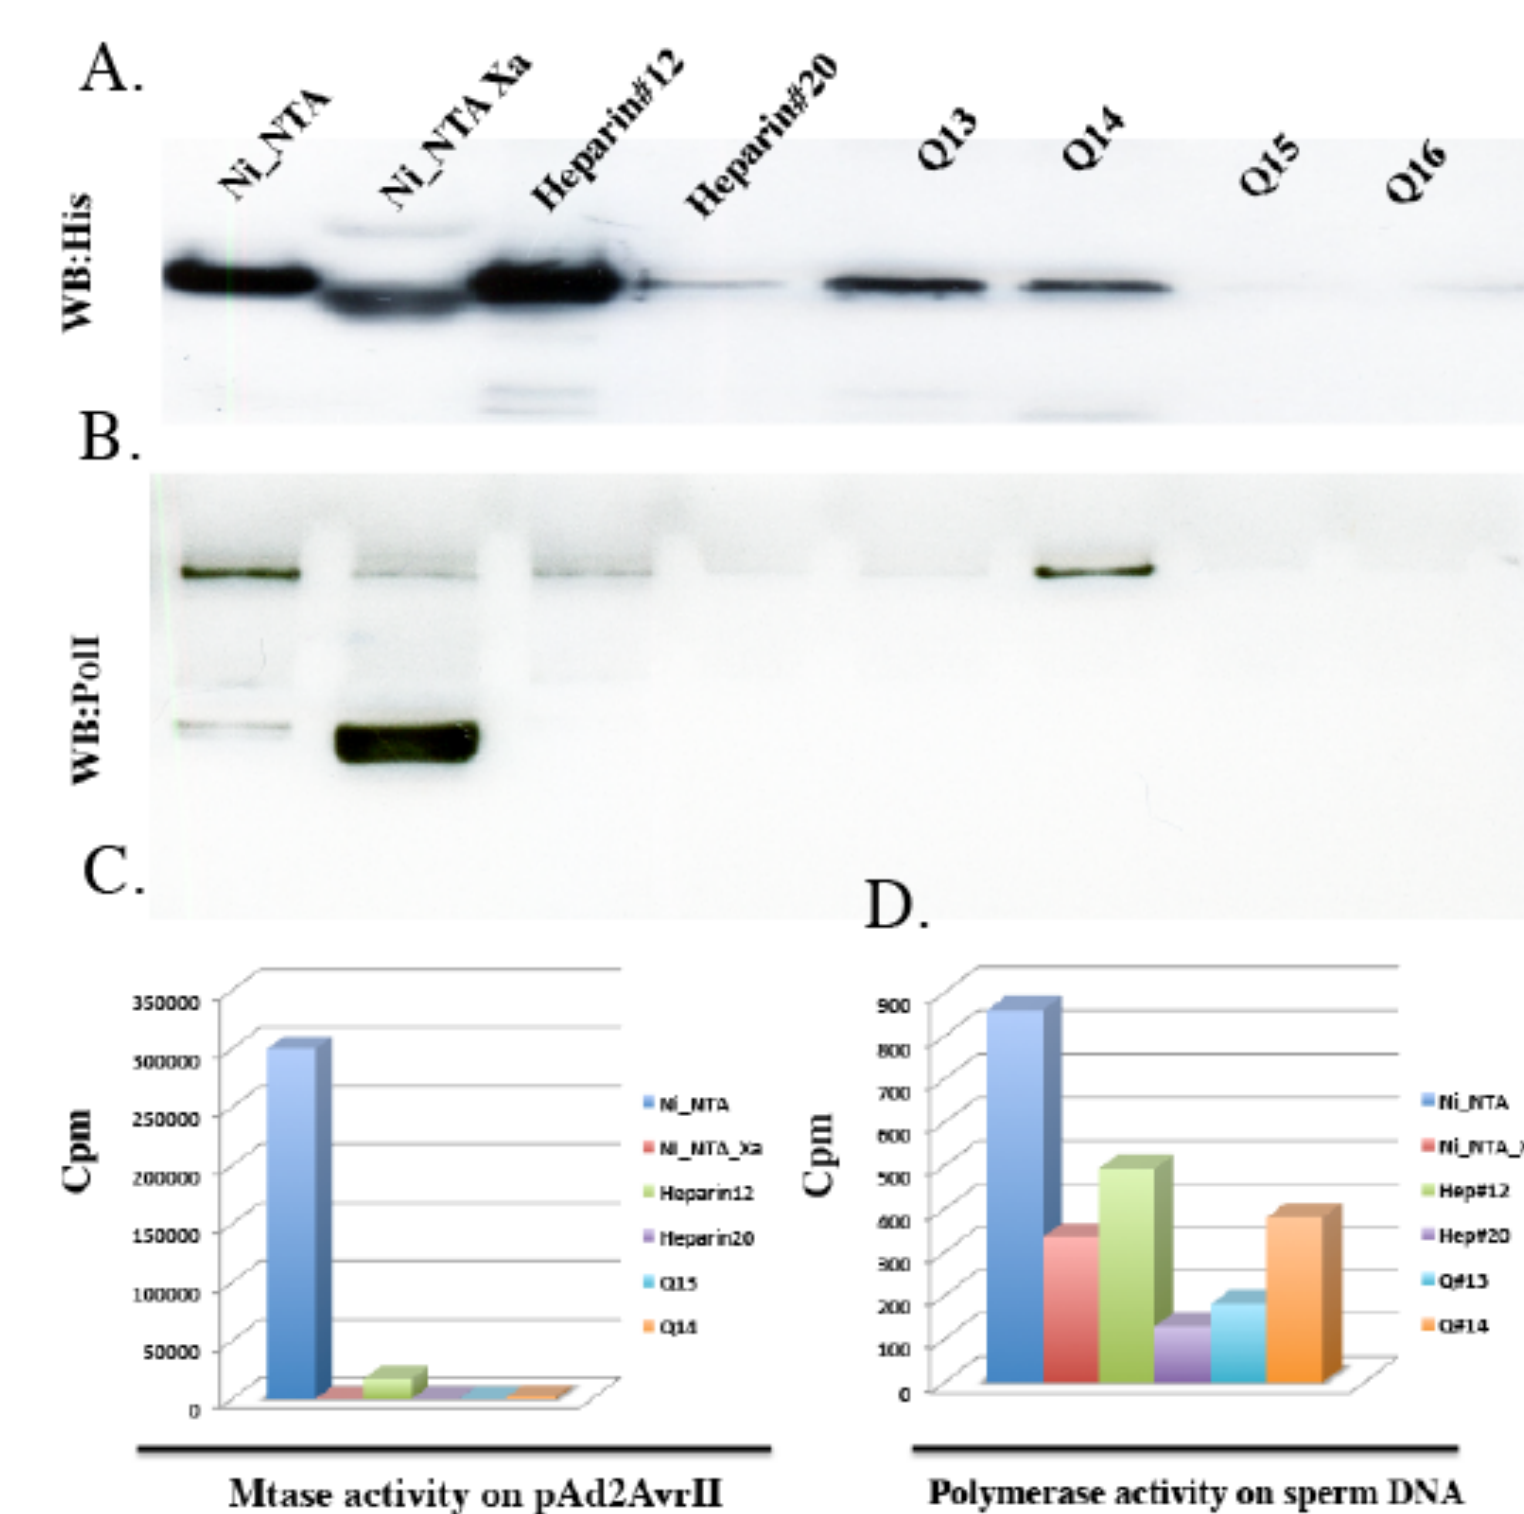 A.
Ni_NTA
Ni_NTA Xa
Heparin#12
Heparin#20
Q13
Q14
Q15
Q16
WB:His
B.
WB:PolI
C.
350000
300000
250000
200000
150000
100000
50000
0
Cpm
Ni_NTA
Ni_NTA_Xa
Heparin12
Heparin20
Q13
Q14
Mtase activity on pAd2AvrII
D.
900
800
700
600
500
400
300
200
100
0
Cpm
Ni_NTA
Ni_NTA_X
Hep#12
Hep#20
Q#13
Q#14
Polymerase activity on sperm DNA